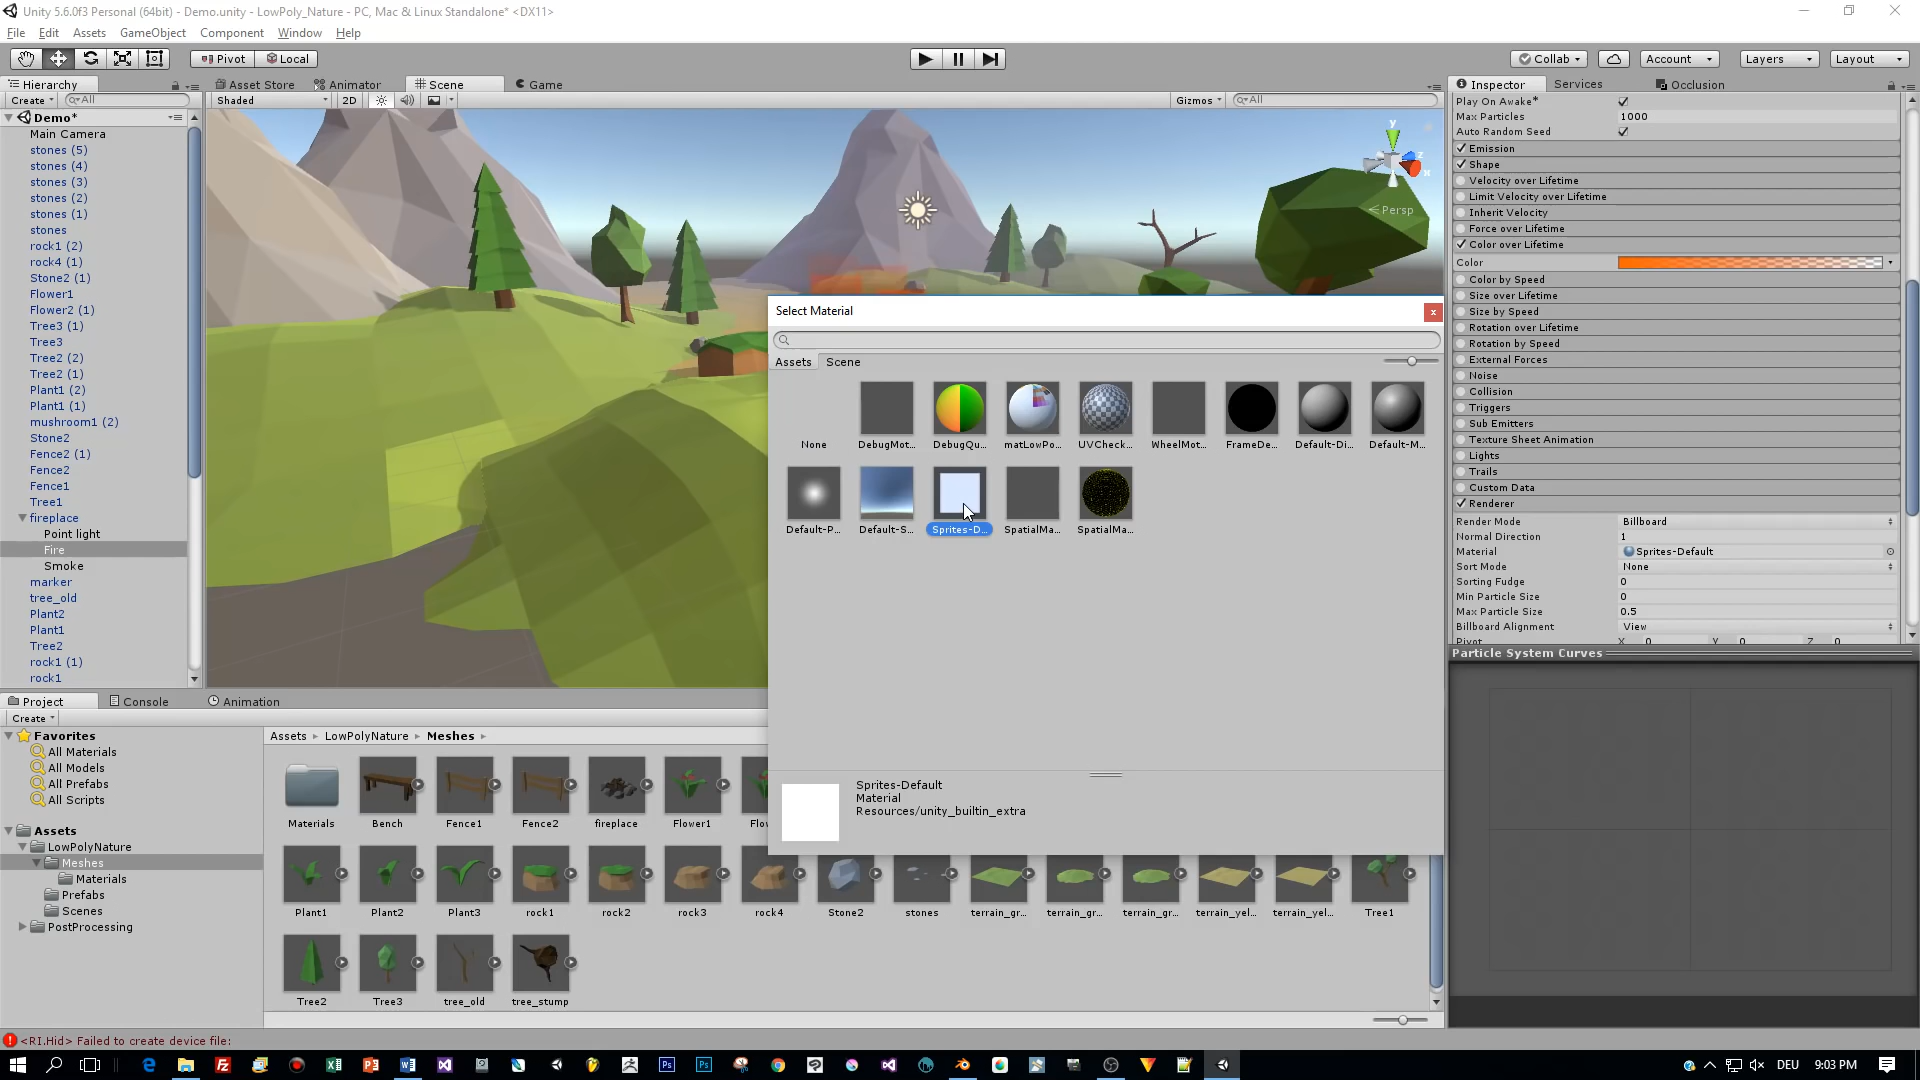 Unity 5.6.0f3 Personal (64bit) - Demo.unity - LowPoly_Nature - PC, Mac & Linux Standalone* <DX11>
File Edit Assets GameObject Component Window Help
Pivot Local Collab Account Layers Layout
Hierarchy Asset Store Animator Scene Game Inspector Services Occlusion
Create All Shaded 2D Gizmos All
Demo*
Main Camera
stones (5)
stones (4)
stones (3)
stones (2)
stones (1)
stones
rock1 (2)
rock4 (1)
Stone2 (1)
Flower1
Flower2 (1)
Tree3 (1)
Tree3
Tree2 (2)
Tree2 (1)
Plant1 (2)
Plant1 (1)
mushroom1 (2)
Stone2
Fence2 (1)
Fence2
Fence1
Tree1
fireplace
Point light
Fire
Smoke
marker
tree_old
Plant2
Plant1
Tree2
rock1 (1)
rock1
y
z
x
Persp
Select Material
x
Assets Scene
None DebugMot... DebugQu... matLowPo... UVCheck... WheelMot... FrameDe... Default-Di... Default-M...
Default-P... Default-S... Sprites-D... SpatialMa... SpatialMa...
Sprites-Default
Material
Resources/unity_builtin_extra
Play On Awake*
Max Particles 1000
Auto Random Seed
Emission
Shape
Velocity over Lifetime
Limit Velocity over Lifetime
Inherit Velocity
Force over Lifetime
Color over Lifetime
Color
Color by Speed
Size over Lifetime
Size by Speed
Rotation over Lifetime
Rotation by Speed
External Forces
Noise
Collision
Triggers
Sub Emitters
Texture Sheet Animation
Lights
Trails
Custom Data
Renderer
Render Mode Billboard
Normal Direction 1
Material Sprites-Default
Sort Mode None
Sorting Fudge 0
Min Particle Size 0
Max Particle Size 0.5
Billboard Alignment View
Pivot X 0 Y 0 Z 0
Particle System Curves
Project Console Animation
Create
Favorites
All Materials
All Models
All Prefabs
All Scripts
Assets
LowPolyNature
Meshes
Materials
Prefabs
Scenes
PostProcessing
Assets LowPolyNature Meshes
Materials Bench Fence1 Fence2 fireplace Flower1
Plant1 Plant2 Plant3 rock1 rock2 rock3 rock4 Stone2 stones terrain_gr... terrain_gr... terrain_gr... terrain_yel... terrain_yel... Tree1
Tree2 Tree3 tree_old tree_stump
<RI.Hid> Failed to create device file:
DEU 9:03 PM